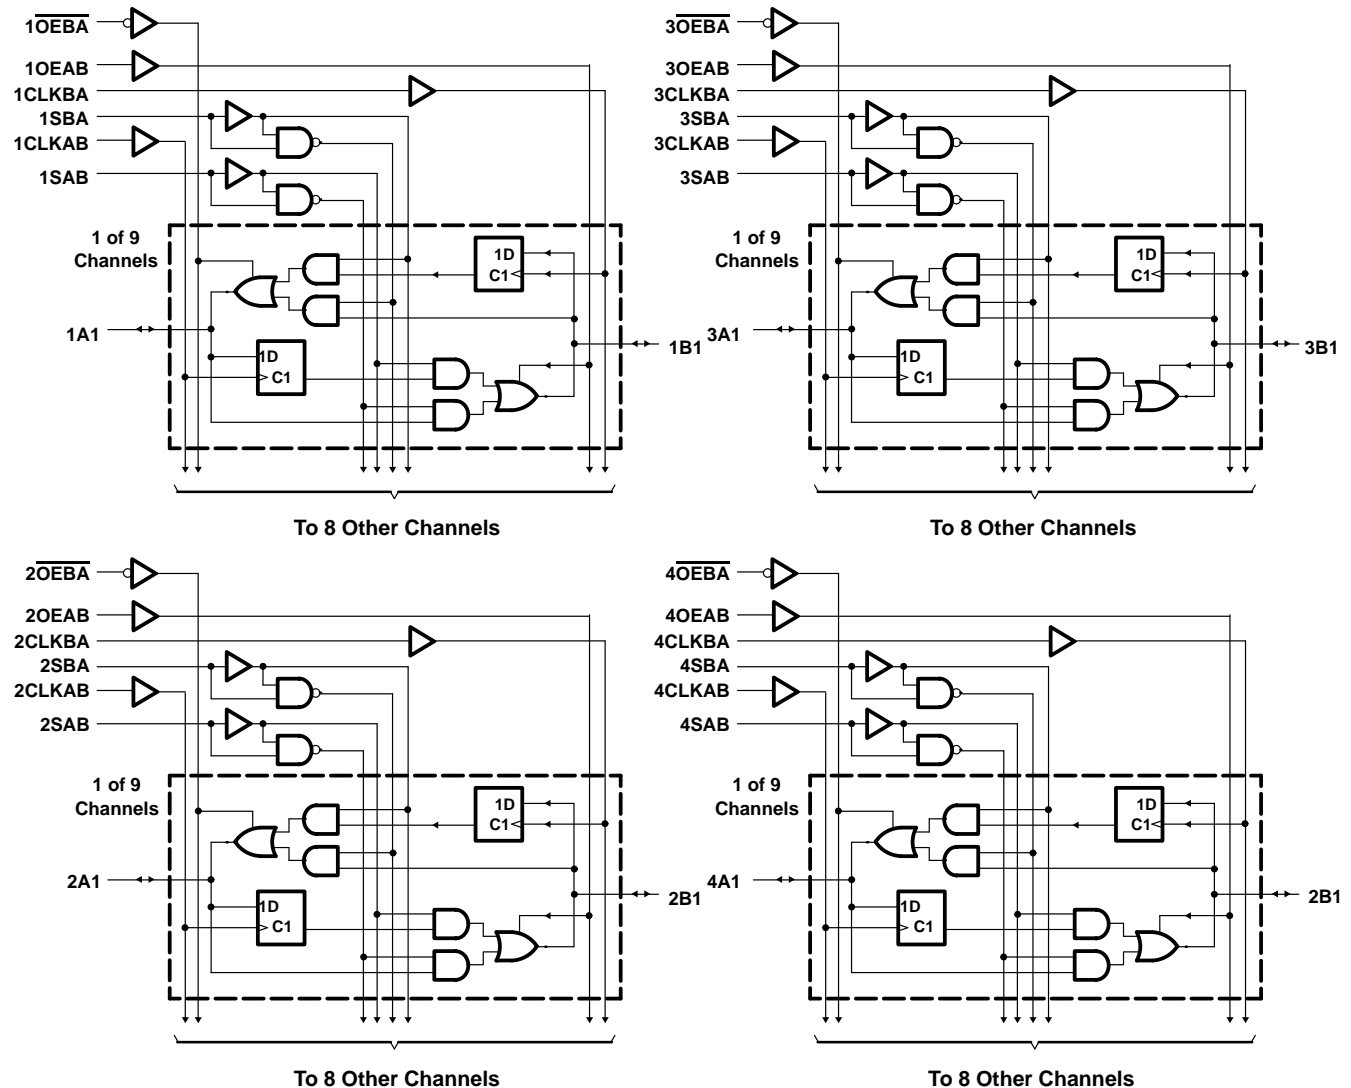 1OEBA
1OEAB
1CLKBA
1SBA
1CLKAB
1SAB
1 of 9
Channels
1D
C1
1A1
1D
C1
1B1
To 8 Other Channels
3OEBA
3OEAB
3CLKBA
3SBA
3CLKAB
3SAB
1 of 9
Channels
1D
C1
3A1
1D
C1
3B1
To 8 Other Channels
2OEBA
2OEAB
2CLKBA
2SBA
2CLKAB
2SAB
1 of 9
Channels
1D
C1
2A1
1D
C1
2B1
To 8 Other Channels
4OEBA
4OEAB
4CLKBA
4SBA
4CLKAB
4SAB
1 of 9
Channels
1D
C1
4A1
1D
C1
2B1
To 8 Other Channels